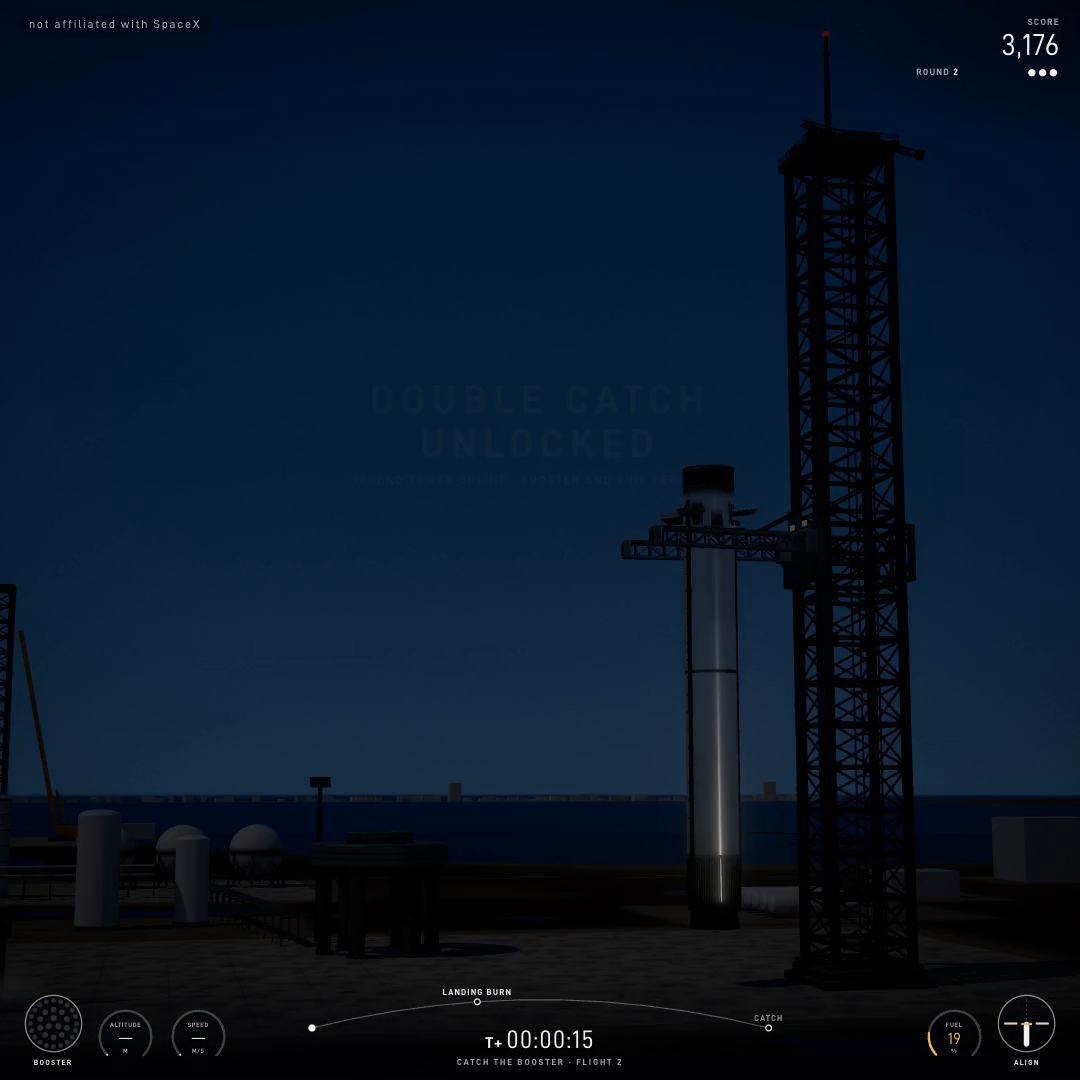 not affiliated with SpaceX
SCORE
3,176
ROUND 2
DOUBLE CATCH
UNLOCKED
LANDING BURN
CATCH
T+ 00:00:15
CATCH THE BOOSTER · FLIGHT 2
BOOSTER
ALTITUDE
—
M
SPEED
—
M/S
FUEL
19
%
ALIGN